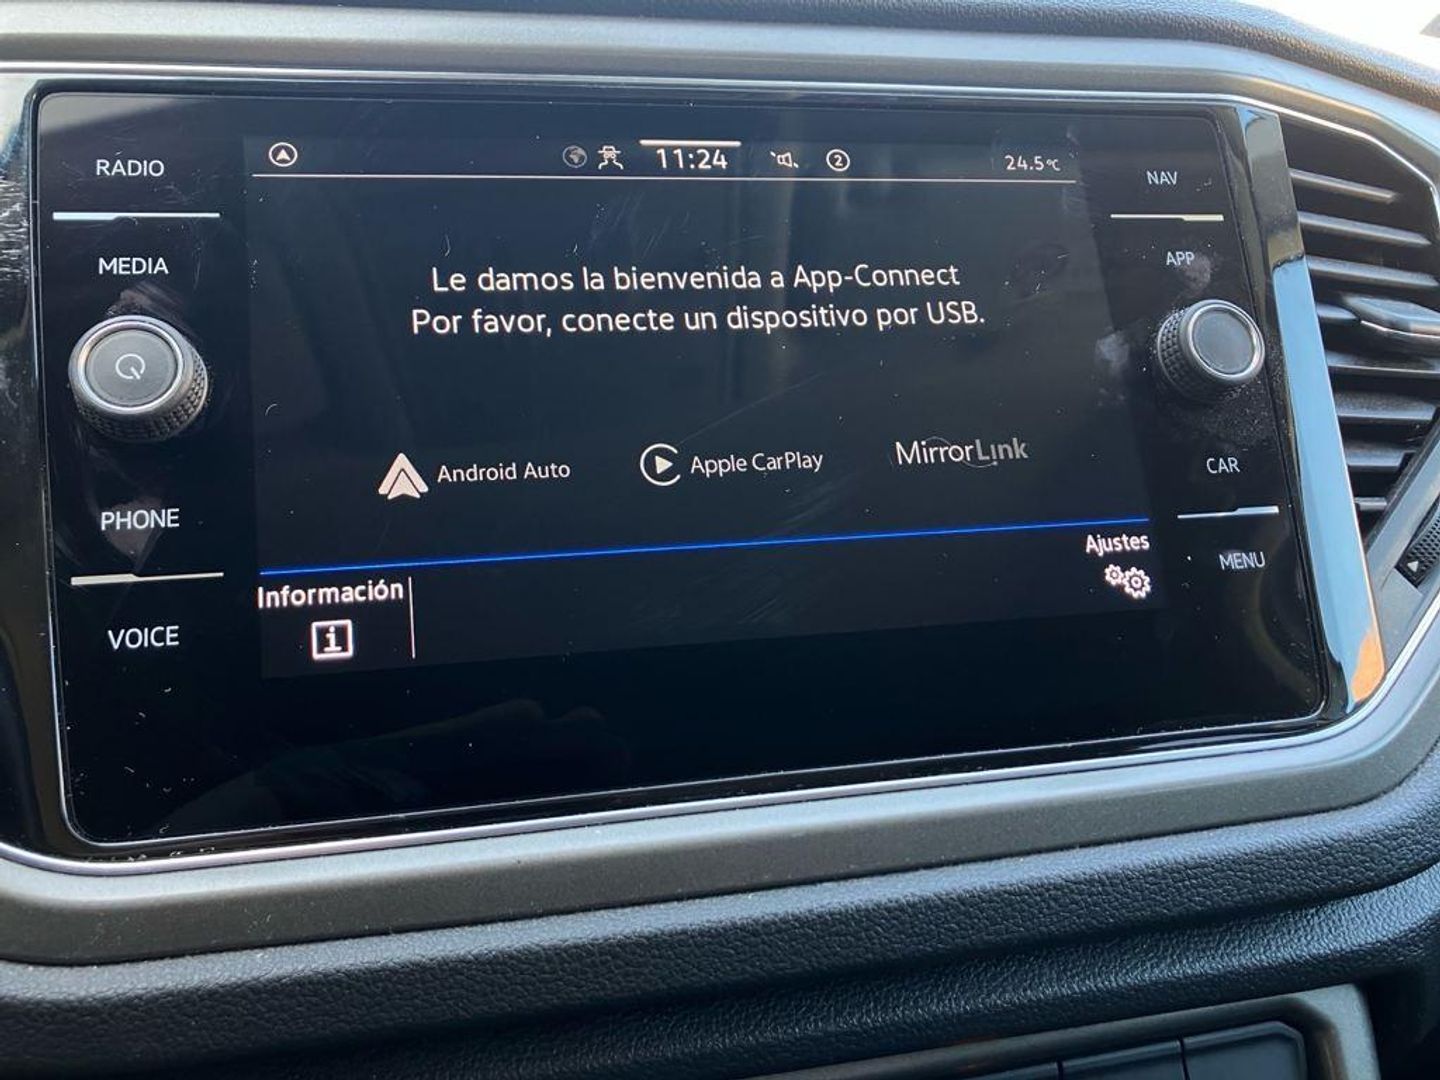 RADIO
MEDIA
PHONE
VOICE
11:24
2
24.5°C
Le damos la bienvenida a App-Connect
Por favor, conecte un dispositivo por USB.
Android Auto
Apple CarPlay
MirrorLink
Información
i
Ajustes
NAV
APP
CAR
MENU